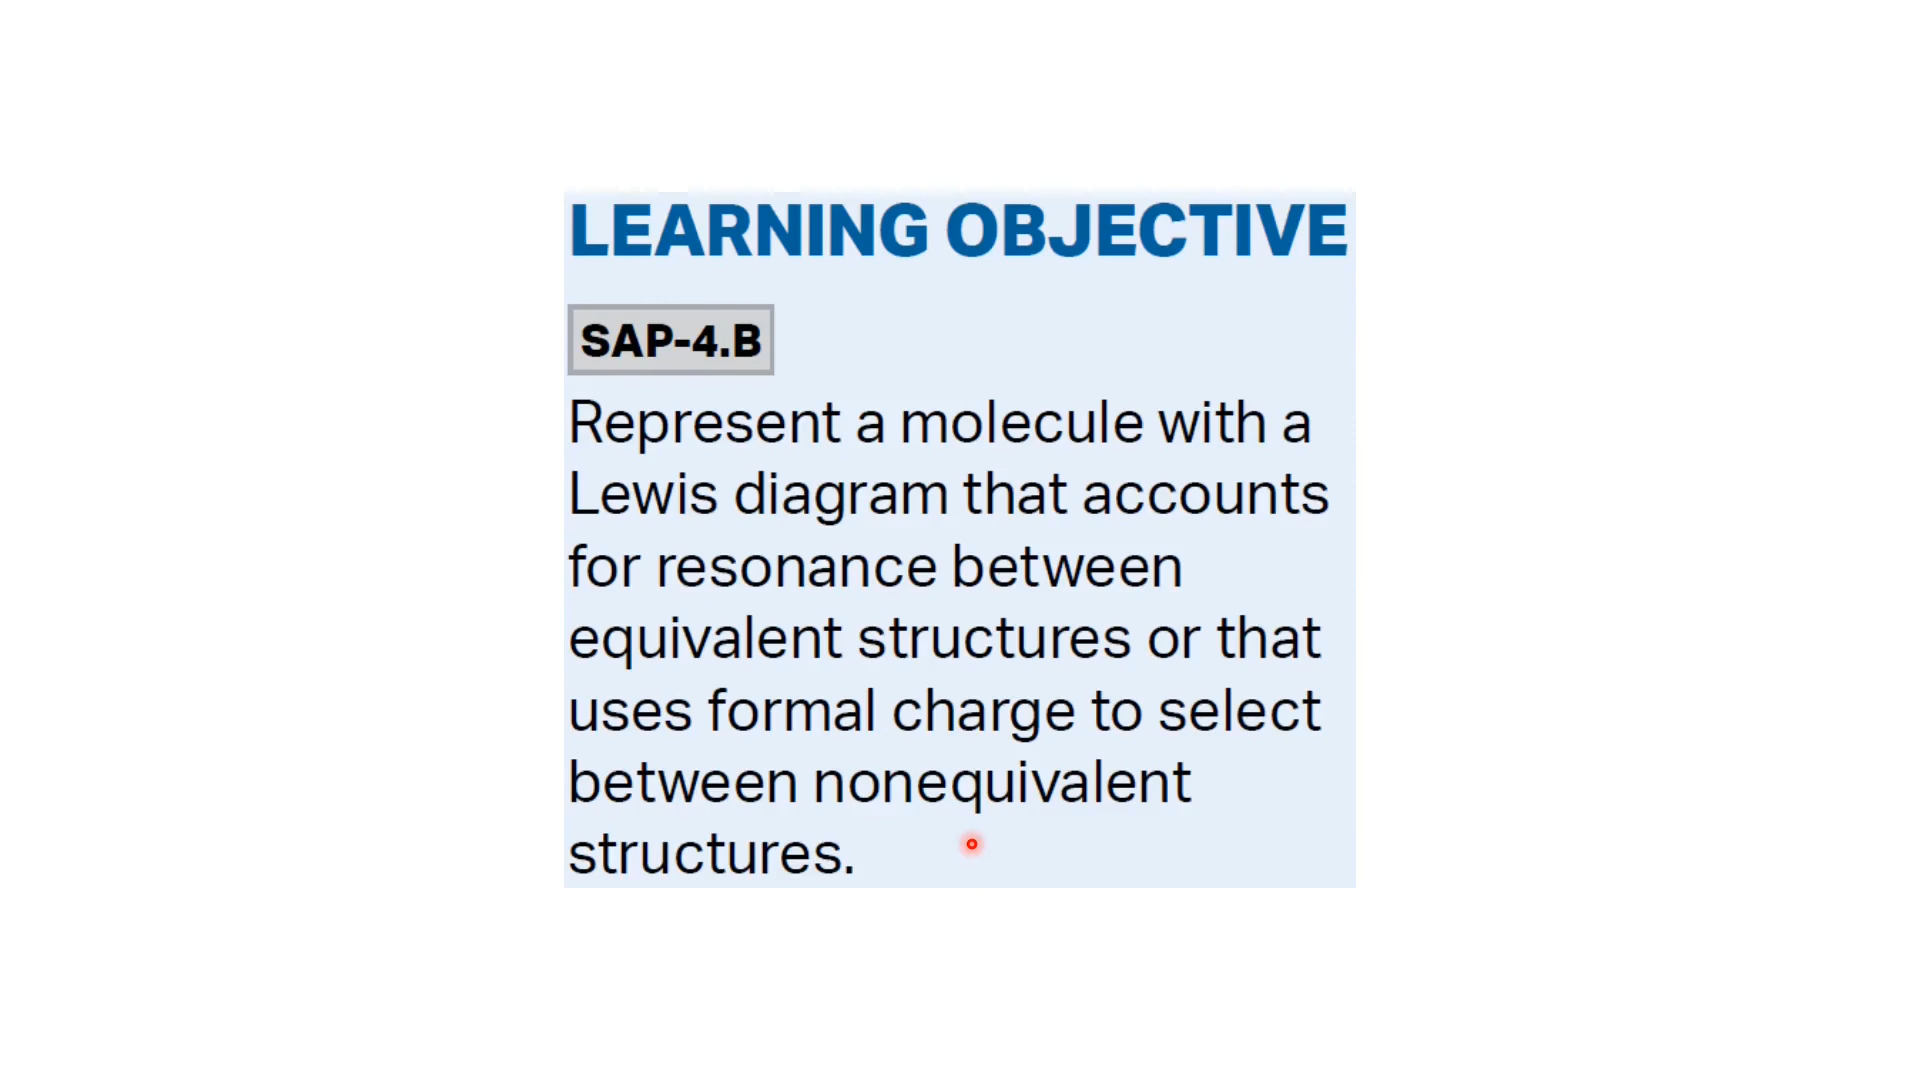 LEARNING OBJECTIVE
SAP-4.B
Represent a molecule with a
Lewis diagram that accounts
for resonance between
equivalent structures or that
uses formal charge to select
between nonequivalent
structures.